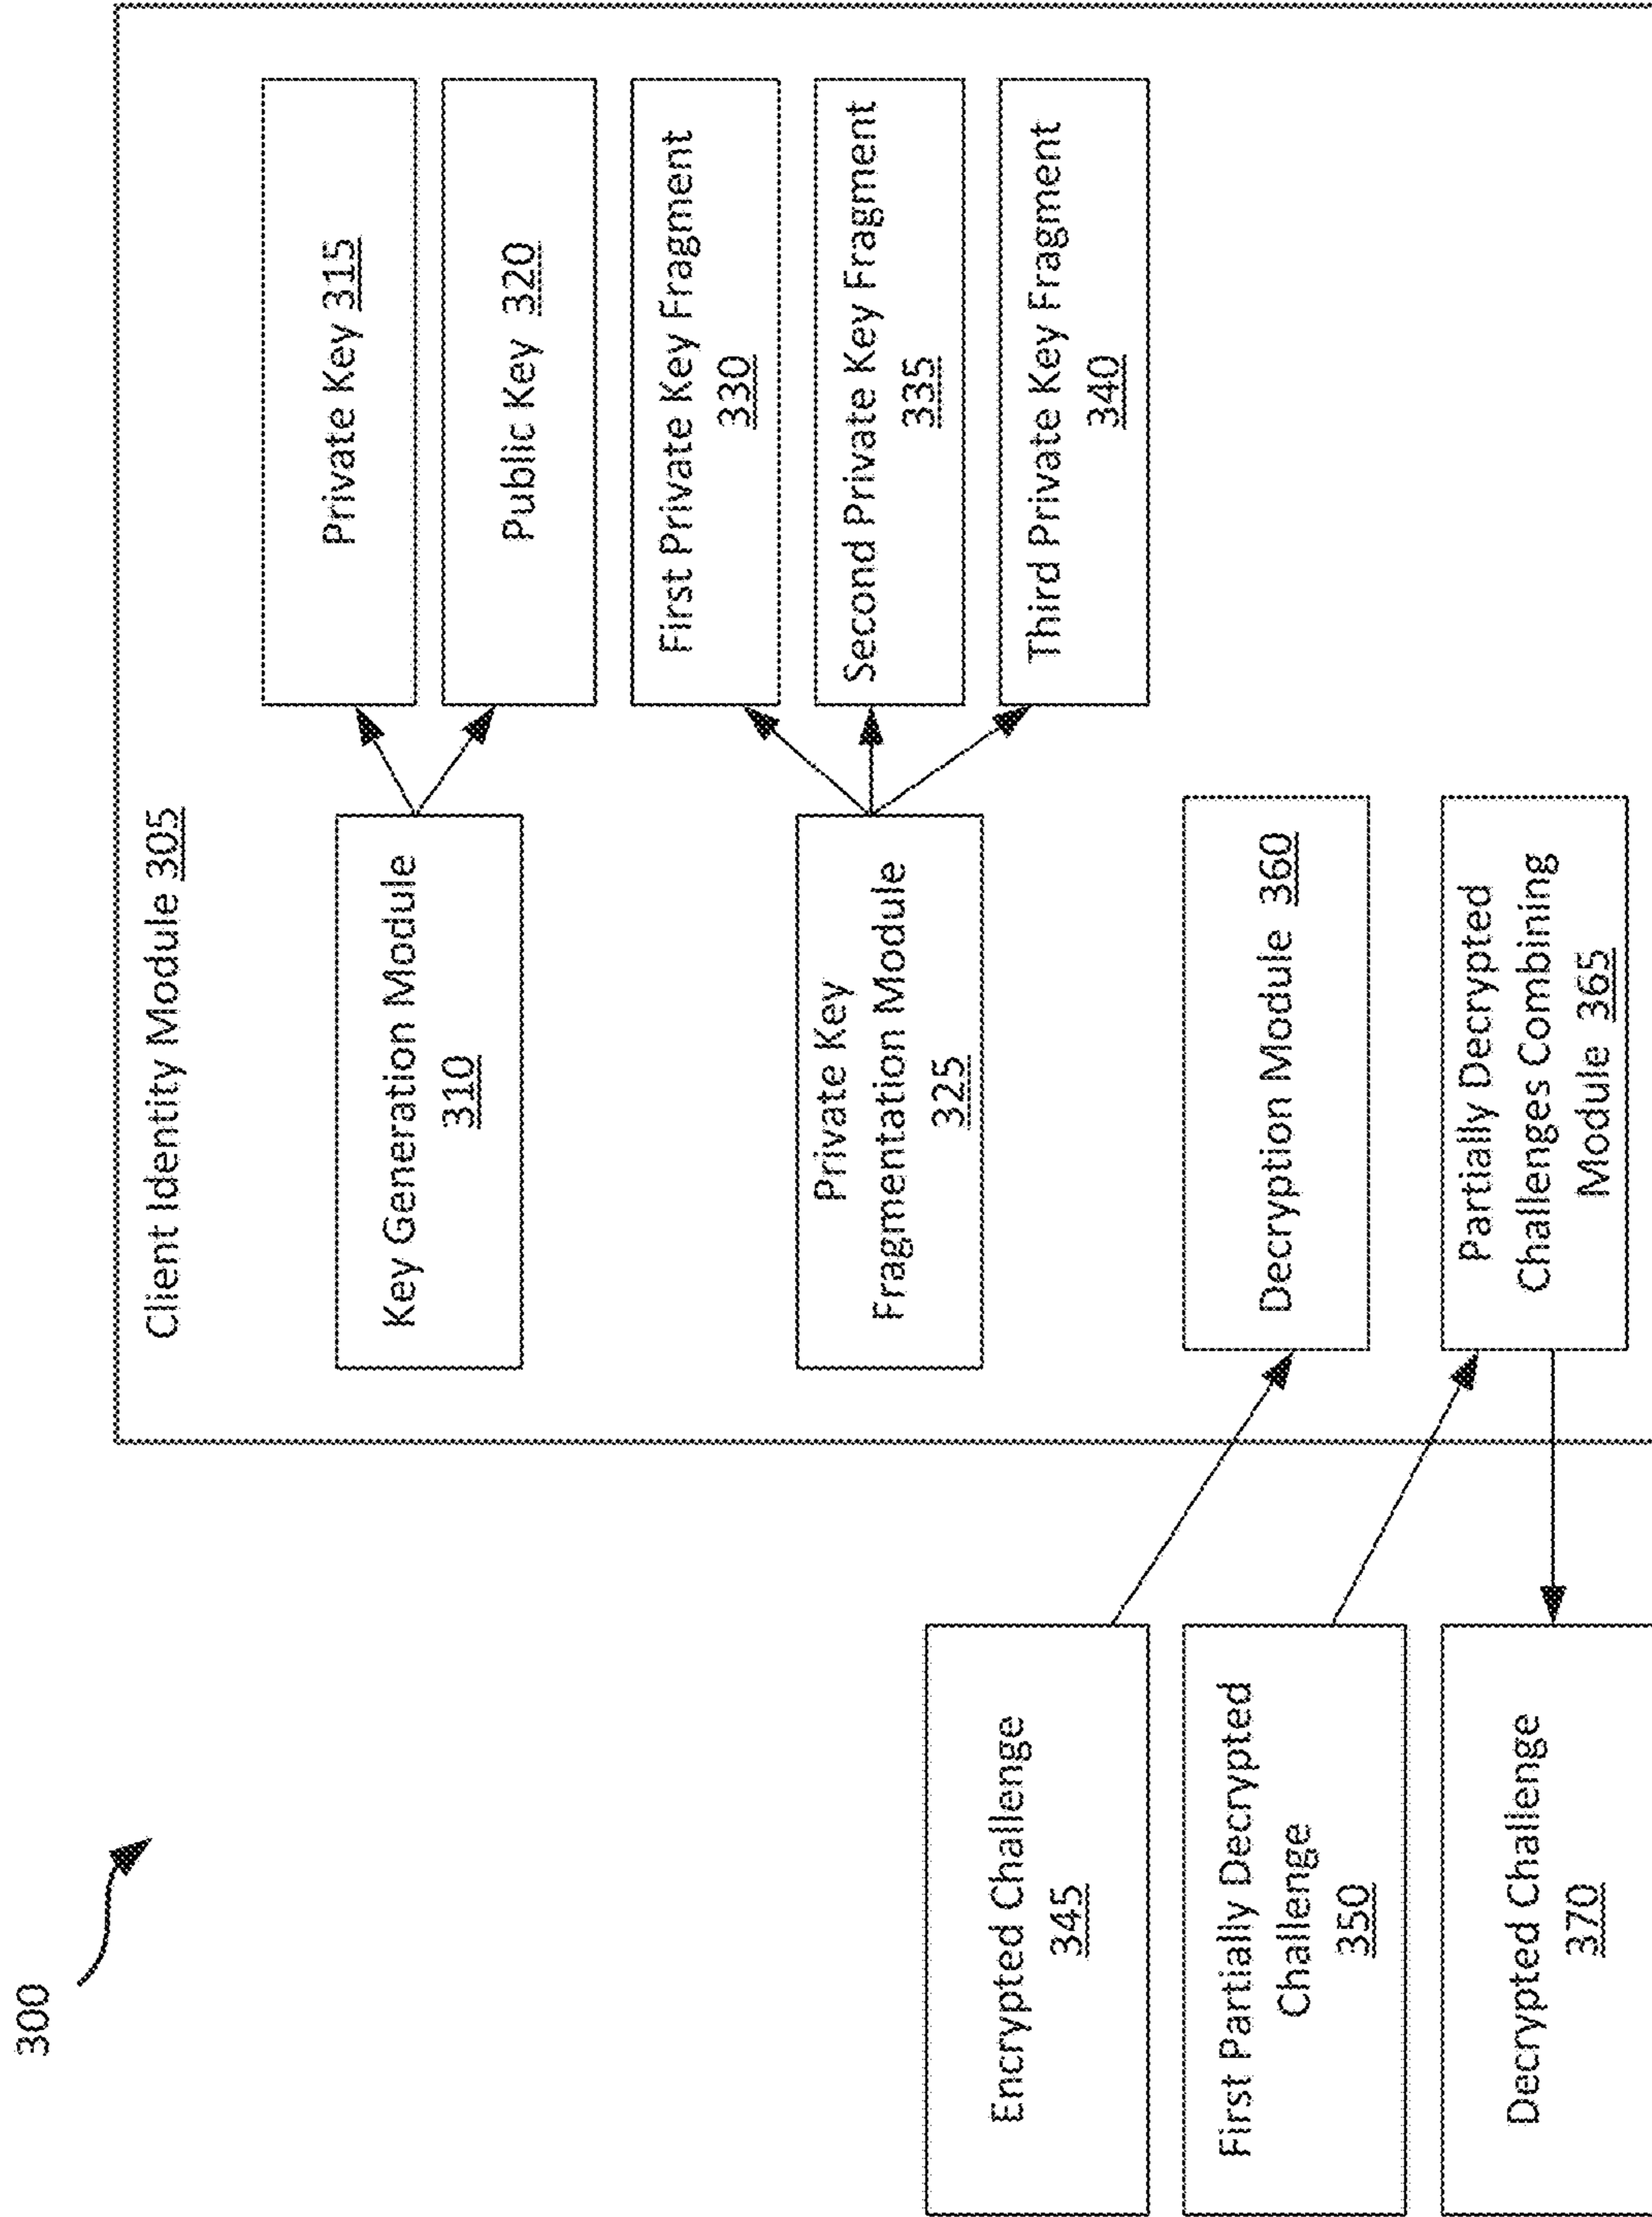 300
Client Identity Module 305
Key Generation Module
310
Private Key 315
Public Key 320
Private Key
Fragmentation Module
325
First Private Key Fragment
330
Second Private Key Fragment
335
Third Private Key Fragment
340
Encrypted Challenge
345
Decryption Module 360
First Partially Decrypted
Challenge
350
Partially Decrypted
Challenges Combining
Module 365
Decrypted Challenge
370